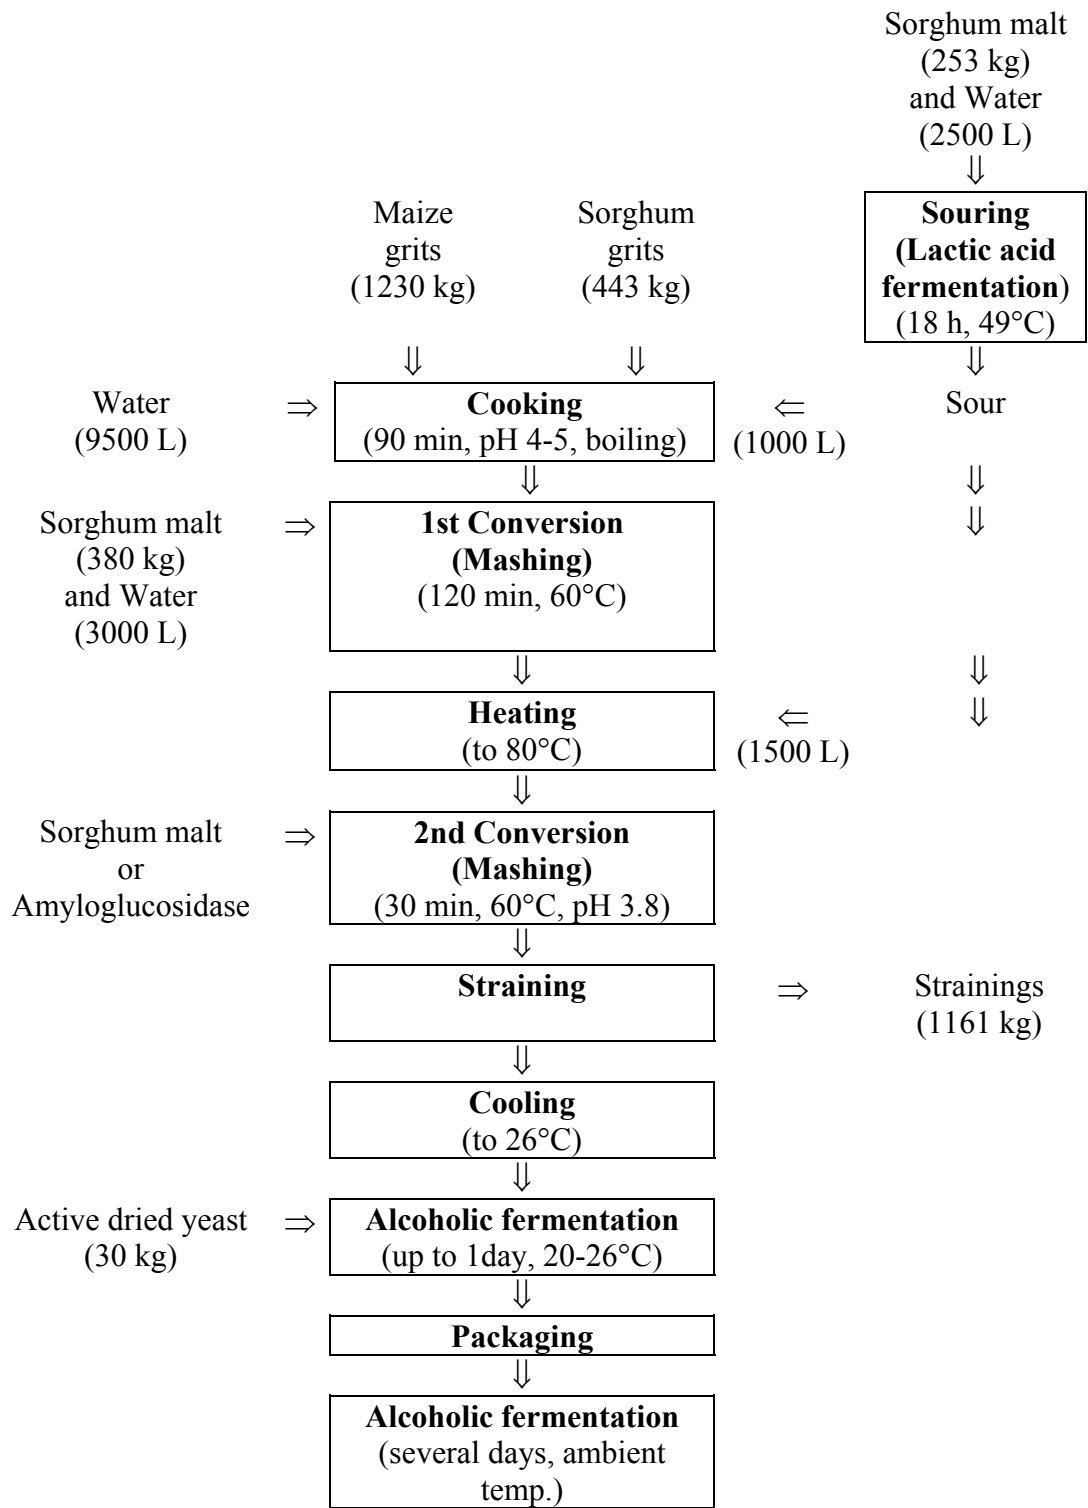 Sorghum malt
(253 kg)
and Water
(2500 L)
⇓
Maize
grits
(1230 kg)
Sorghum
grits
(443 kg)
Souring
(Lactic acid
fermentation)
(18 h, 49°C)
⇓ ⇓ ⇓
Water
(9500 L)
⇒
Cooking
(90 min, pH 4-5, boiling)
⇐
(1000 L)
Sour
⇓ ⇓
Sorghum malt
(380 kg)
and Water
(3000 L)
⇒
1st Conversion
(Mashing)
(120 min, 60°C)
⇓
⇓ ⇓
Heating
(to 80°C)
⇐
(1500 L)
⇓
⇓
Sorghum malt
or
Amyloglucosidase
⇒
2nd Conversion
(Mashing)
(30 min, 60°C, pH 3.8)
⇓
Straining
⇒
Strainings
(1161 kg)
⇓
Cooling
(to 26°C)
⇓
Active dried yeast
(30 kg)
⇒
Alcoholic fermentation
(up to 1day, 20-26°C)
⇓
Packaging
⇓
Alcoholic fermentation
(several days, ambient
temp.)